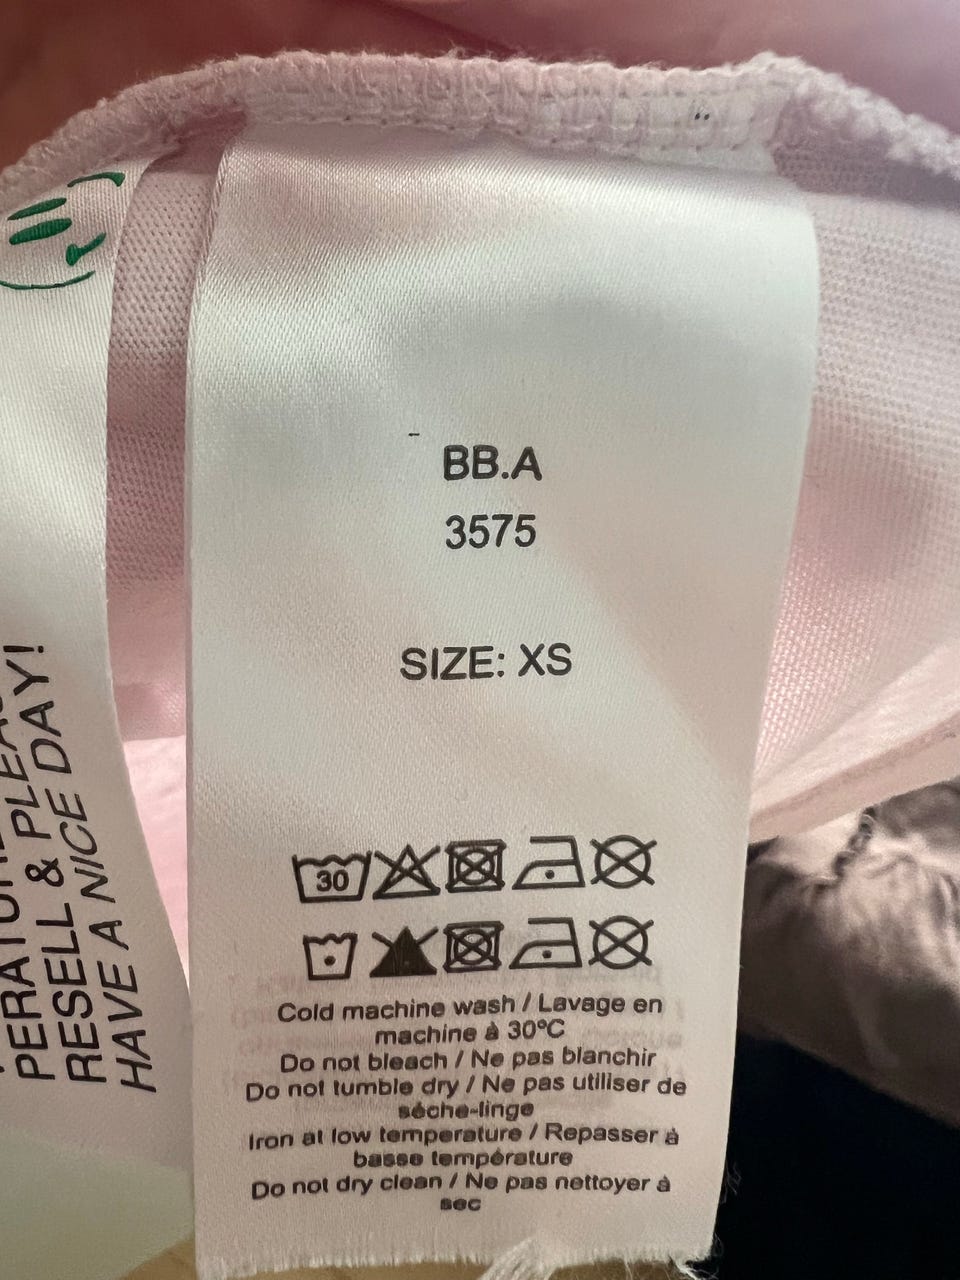 BB.A
3575
SIZE: XS
30
Cold machine wash / Lavage en
machine à 30ºC
Do not bleach / Ne pas blanchir
Do not tumble dry / Ne pas utiliser de
sèche-linge
Iron at low temperature / Repasser à
basse température
Do not dry clean / Ne pas nettoyer à
sec
RESELL & PLEAS
HAVE A NICE DAY!